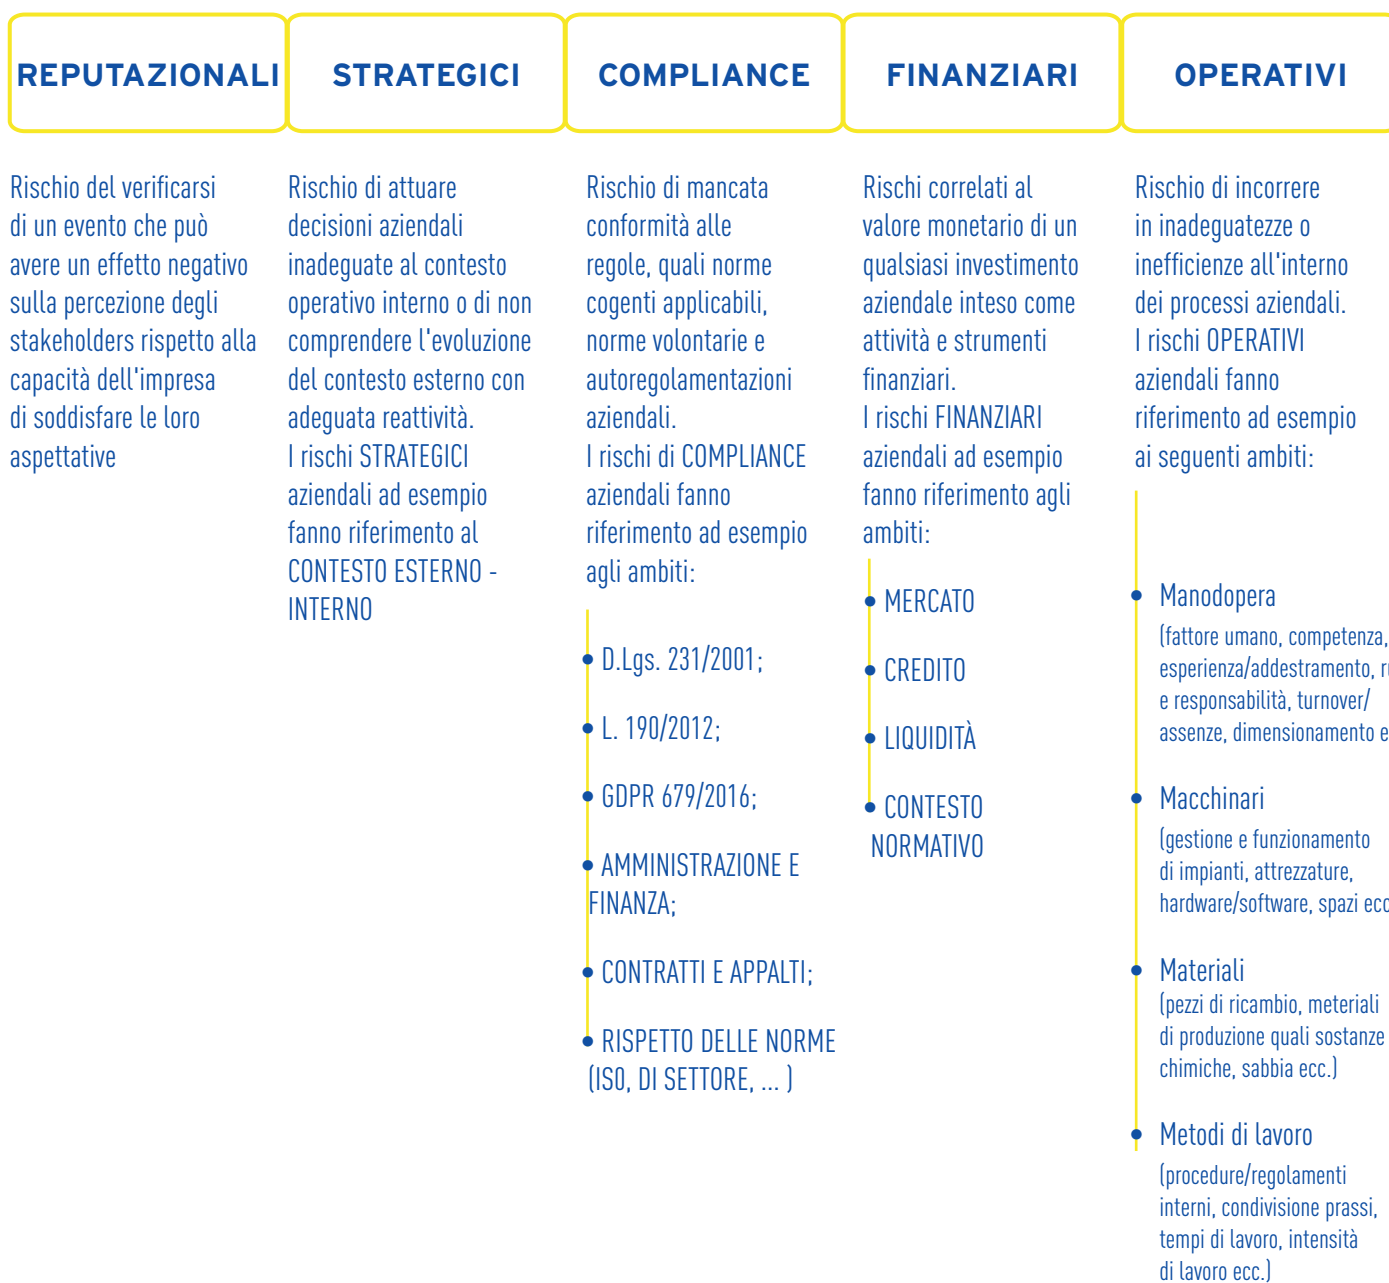 REPUTAZIONALI
STRATEGICI
COMPLIANCE
FINANZIARI
OPERATIVI
Rischio del verificarsi
di un evento che può
avere un effetto negativo
sulla percezione degli
stakeholders rispetto alla
capacità dell'impresa
di soddisfare le loro
aspettative
Rischio di attuare
decisioni aziendali
inadeguate al contesto
operativo interno o di non
comprendere l'evoluzione
del contesto esterno con
adeguata reattività.
I rischi STRATEGICI
aziendali ad esempio
fanno riferimento al
CONTESTO ESTERNO -
INTERNO
Rischio di mancata
conformità alle
regole, quali norme
cogenti applicabili,
norme volontarie e
autoregolamentazioni
aziendali.
I rischi di COMPLIANCE
aziendali fanno
riferimento ad esempio
agli ambiti:
• D.Lgs. 231/2001;
• L. 190/2012;
• GDPR 679/2016;
• AMMINISTRAZIONE E
FINANZA;
• CONTRATTI E APPALTI;
• RISPETTO DELLE NORME
(ISO, DI SETTORE, ... )
Rischi correlati al
valore monetario di un
qualsiasi investimento
aziendale inteso come
attività e strumenti
finanziari.
I rischi FINANZIARI
aziendali ad esempio
fanno riferimento agli
ambiti:
• MERCATO
• CREDITO
• LIQUIDITÀ
• CONTESTO
NORMATIVO
Rischio di incorrere
in inadeguatezze o
inefficienze all'interno
dei processi aziendali.
I rischi OPERATIVI
aziendali fanno
riferimento ad esempio
ai seguenti ambiti:
• Manodopera
(fattore umano, competenza,
esperienza/addestramento,
e responsabilità, turnover/
assenze, dimensionamento
• Macchinari
(gestione e funzionamento
di impianti, attrezzature,
hardware/software, spazi ecc
• Materiali
(pezzi di ricambio, meteriali
di produzione quali sostanze
chimiche, sabbia ecc.)
• Metodi di lavoro
(procedure/regolamenti
interni, condivisione prassi,
tempi di lavoro, intensità
di lavoro ecc.)